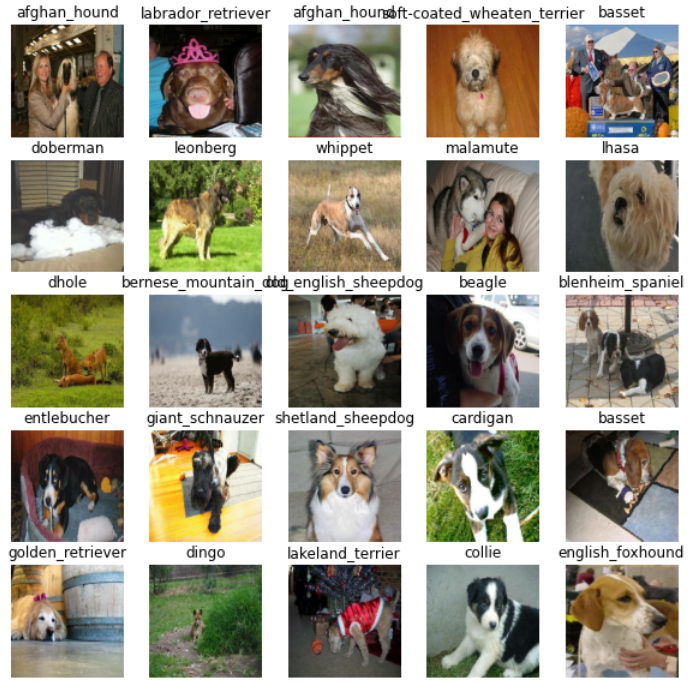 afghan_hound labrador_retriever afghan_hound soft-coated_wheaten_terrier basset
doberman leonberg whippet malamute lhasa
dhole bernese_mountain_dog old_english_sheepdog beagle blenheim_spaniel
entlebucher giant_schnauzer shetland_sheepdog cardigan basset
golden_retriever dingo lakeland_terrier collie english_foxhound